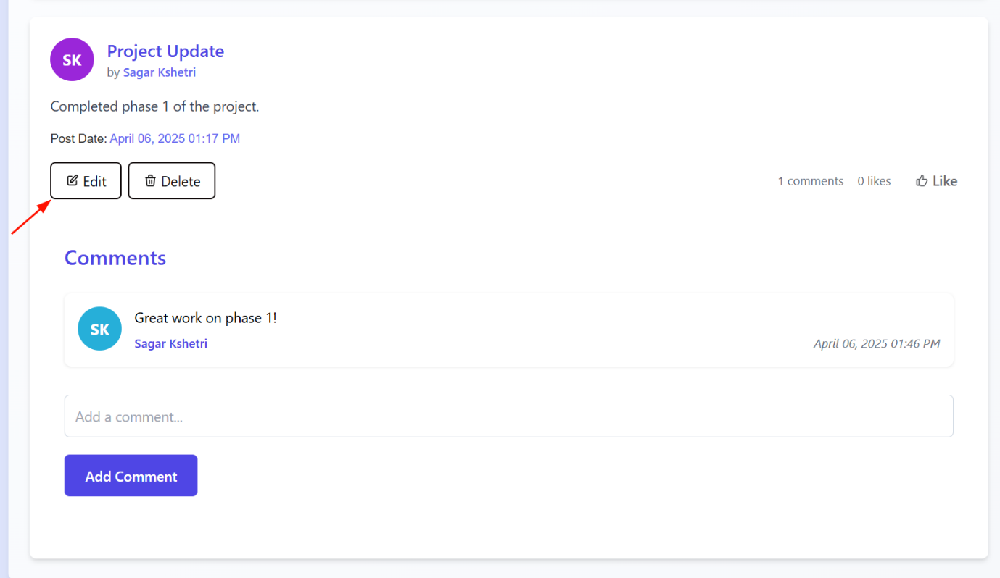 SK
Project Update
by Sagar Kshetri
Completed phase 1 of the project.
Post Date: April 06, 2025 01:17 PM
Edit Delete 1 comments 0 likes Like
Comments
SK
Great work on phase 1!
Sagar Kshetri April 06, 2025 01:46 PM
Add a comment...
Add Comment